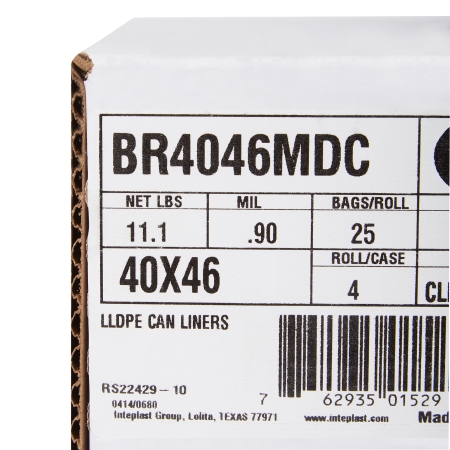 BR4046MDC
NET LBS MIL BAGS/ROLL
11.1 .90 25
40X46 ROLL/CASE
4
LLDPE CAN LINERS
RS22429-10
0414/0680
Inteplast Group, Lolita, TEXAS 77971
7 62935 01529
www.inteplast.com